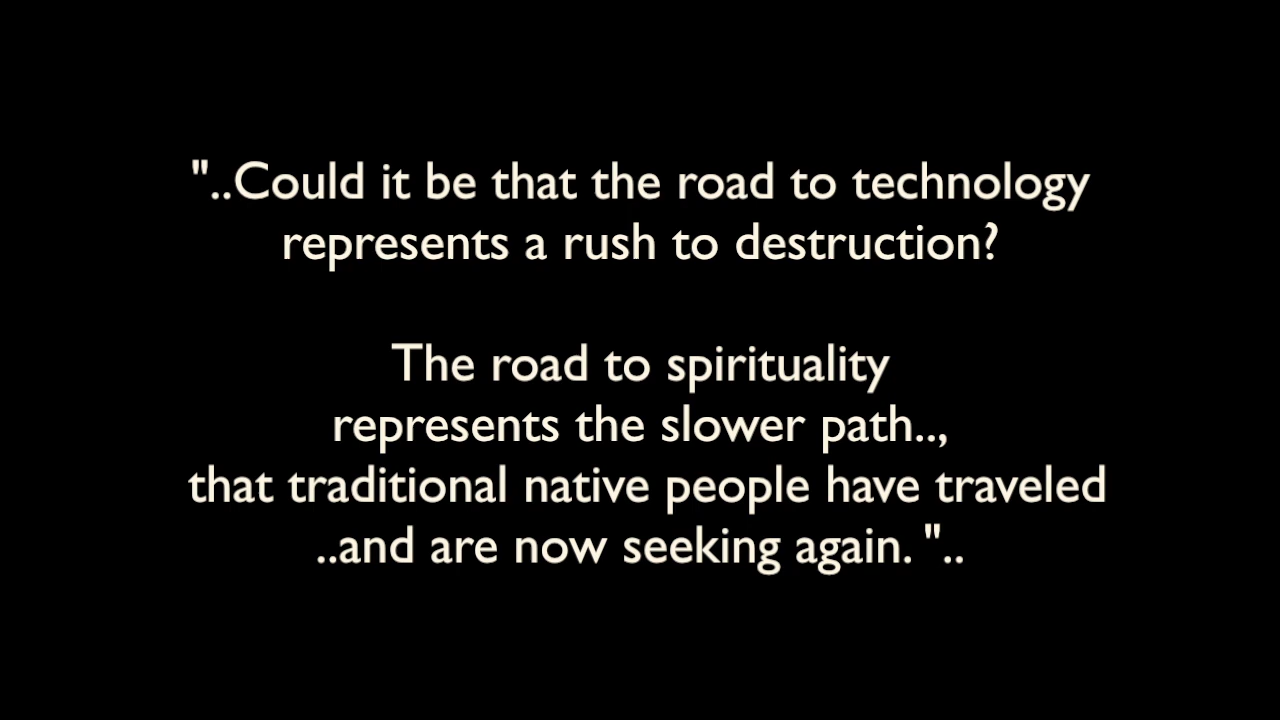 "..Could it be that the road to technology
represents a rush to destruction?
The road to spirituality
represents the slower path..,
that traditional native people have traveled
..and are now seeking again. "..